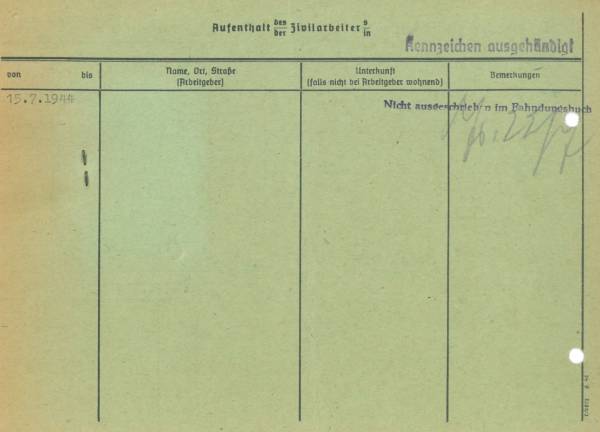 Aufenthalt des/der Zivilarbeiter s/in
Kennzeichen ausgehändigt
von bis
Name, Ort, Straße
(Arbeitgeber)
Unterkunft
(falls nicht bei Arbeitgeber wohnend)
Bemerkungen
15.7.1944
Nicht ausgeschrieben im Fahndungsbuch